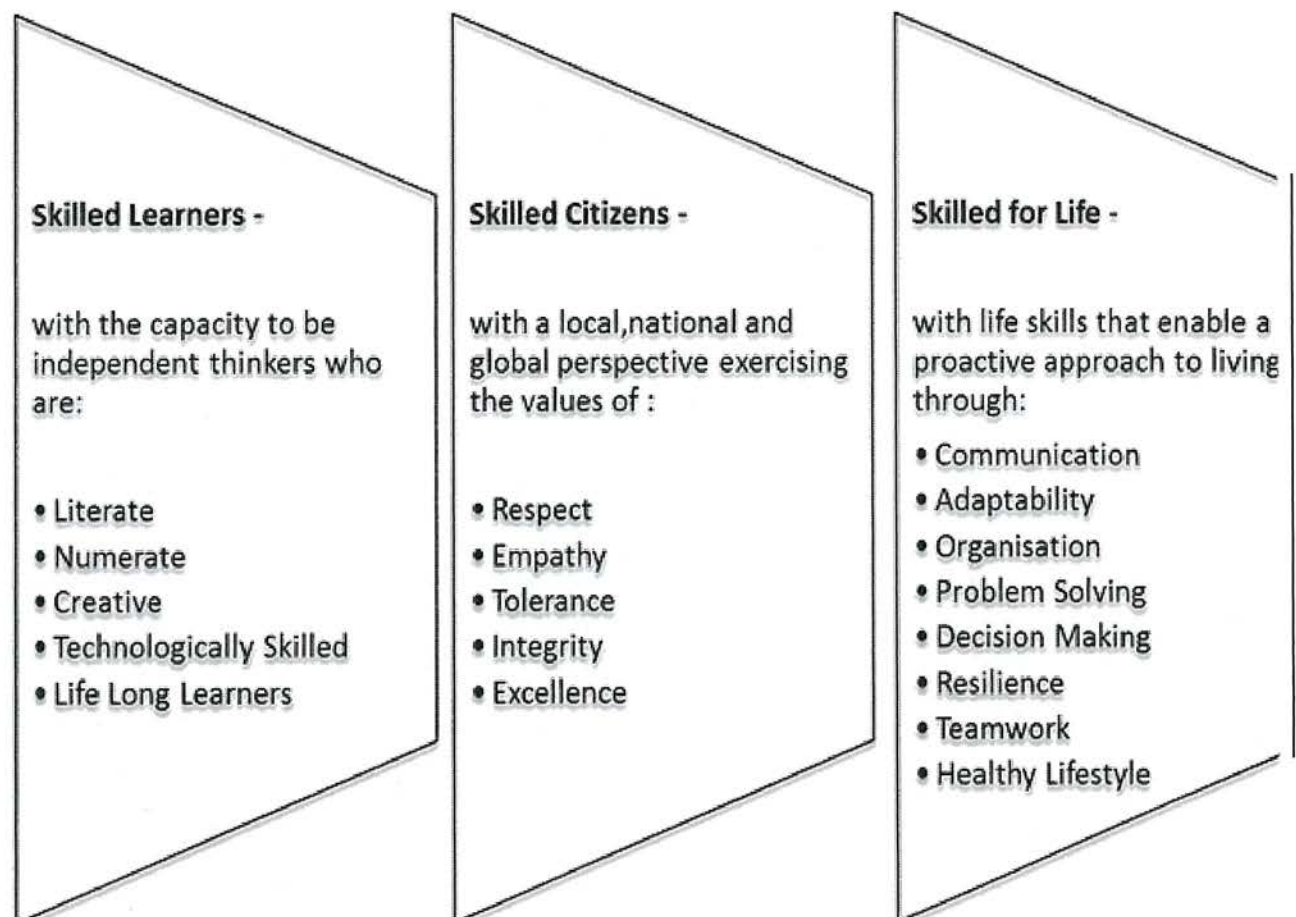 Skilled Learners -
with the capacity to be
independent thinkers who
are:
• Literate
• Numerate
• Creative
• Technologically Skilled
• Life Long Learners
Skilled Citizens -
with a local,national and
global perspective exercising
the values of :
• Respect
• Empathy
• Tolerance
• Integrity
• Excellence
Skilled for Life -
with life skills that enable a
proactive approach to living
through:
• Communication
• Adaptability
• Organisation
• Problem Solving
• Decision Making
• Resilience
• Teamwork
• Healthy Lifestyle